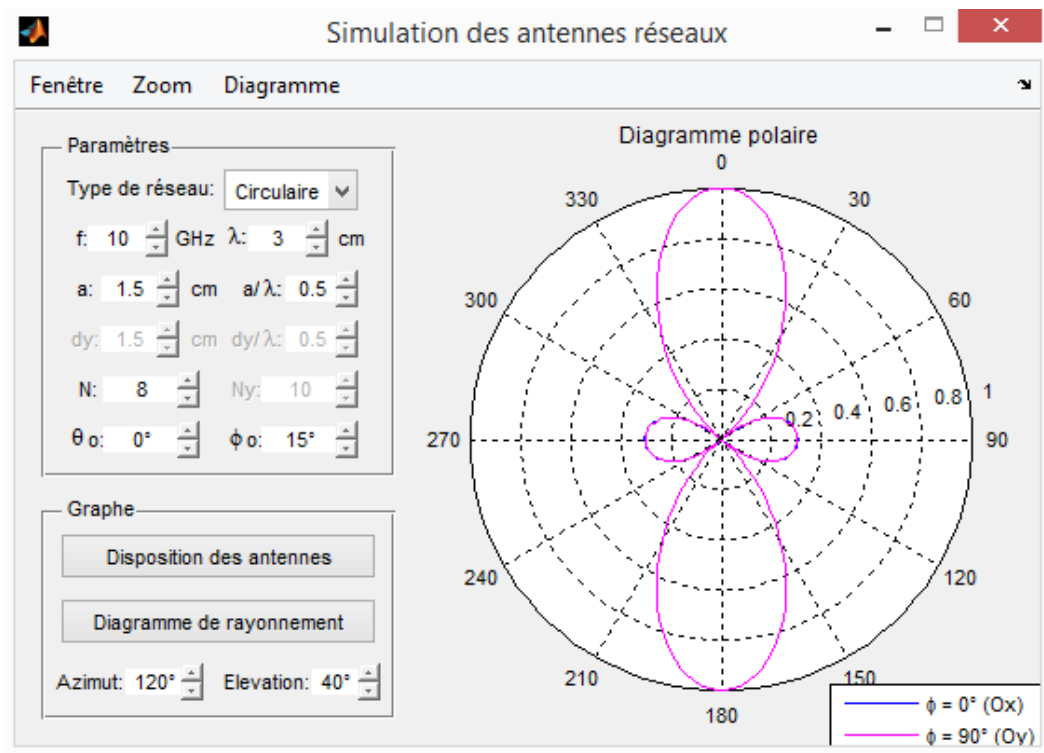 Simulation des antennes réseaux
Fenêtre Zoom Diagramme
Paramètres
Type de réseau: Circulaire
f: 10 GHz λ: 3 cm
a: 1.5 cm a/λ: 0.5
dy: 1.5 cm dy/λ: 0.5
N: 8 Ny: 10
θo: 0° ϕo: 15°
Graphe
Disposition des antennes
Diagramme de rayonnement
Azimut: 120° Elevation: 40°
Diagramme polaire
0
330 30
300 60
0.2 0.4 0.6 0.8 1
270 90
240 120
210 150
180
ϕ = 0° (Ox)
ϕ = 90° (Oy)